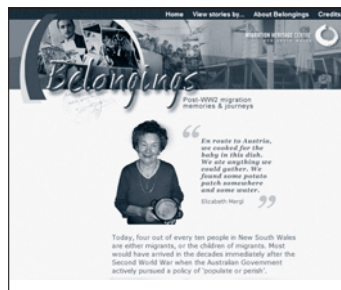 Home View stories by... About Belongings Credits
MIGRATION HERITAGE CENTRE
Belongings
Post-WW2 migration
memories & journeys
“
En route to Austria,
we cooked for the
baby in this dish.
We ate anything we
could gather. We
found some potato
patch somewhere
and some water.
Elizabeth Mergl
”
Today, four out of every ten people in New South Wales
are either migrants, or the children of migrants. Most
would have arrived in the decades immediately after the
Second World War when the Australian Government
actively pursued a policy of 'populate or perish'.